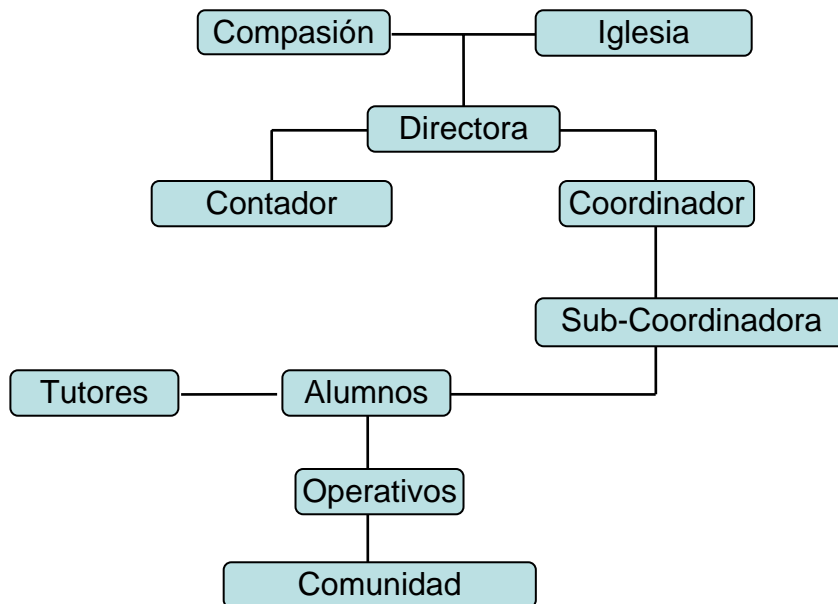 Compasión
Iglesia
Directora
Contador
Coordinador
Sub-Coordinadora
Tutores
Alumnos
Operativos
Comunidad